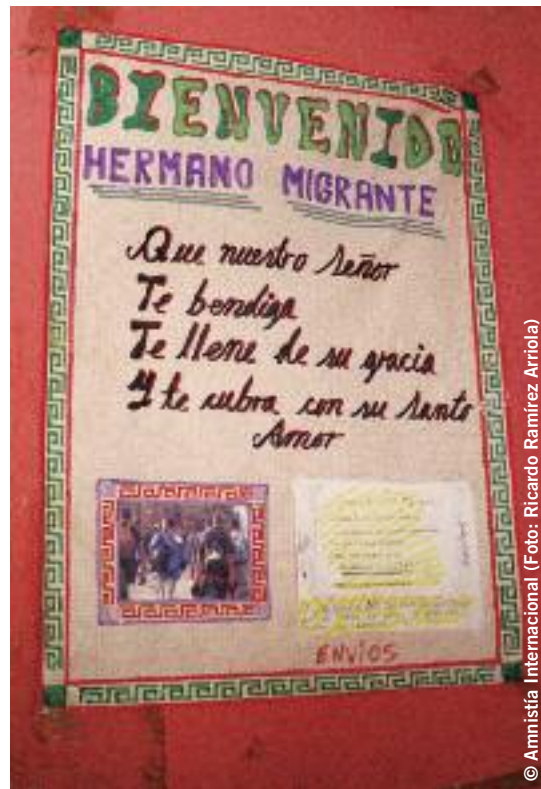 BIENVENIDO
HERMANO MIGRANTE
Que nuestro Señor
Te bendiga
Te llene de su gracia
Y te cubra con su santo
Amor
ENVÍOS
© Amnistía Internacional (Foto: Ricardo Ramírez Arriola)